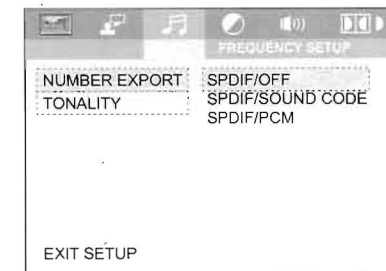 FREQUENCY SETUP
NUMBER EXPORT SPDIF/OFF
TONALITY SPDIF/SOUND CODE
SPDIF/PCM
EXIT SETUP